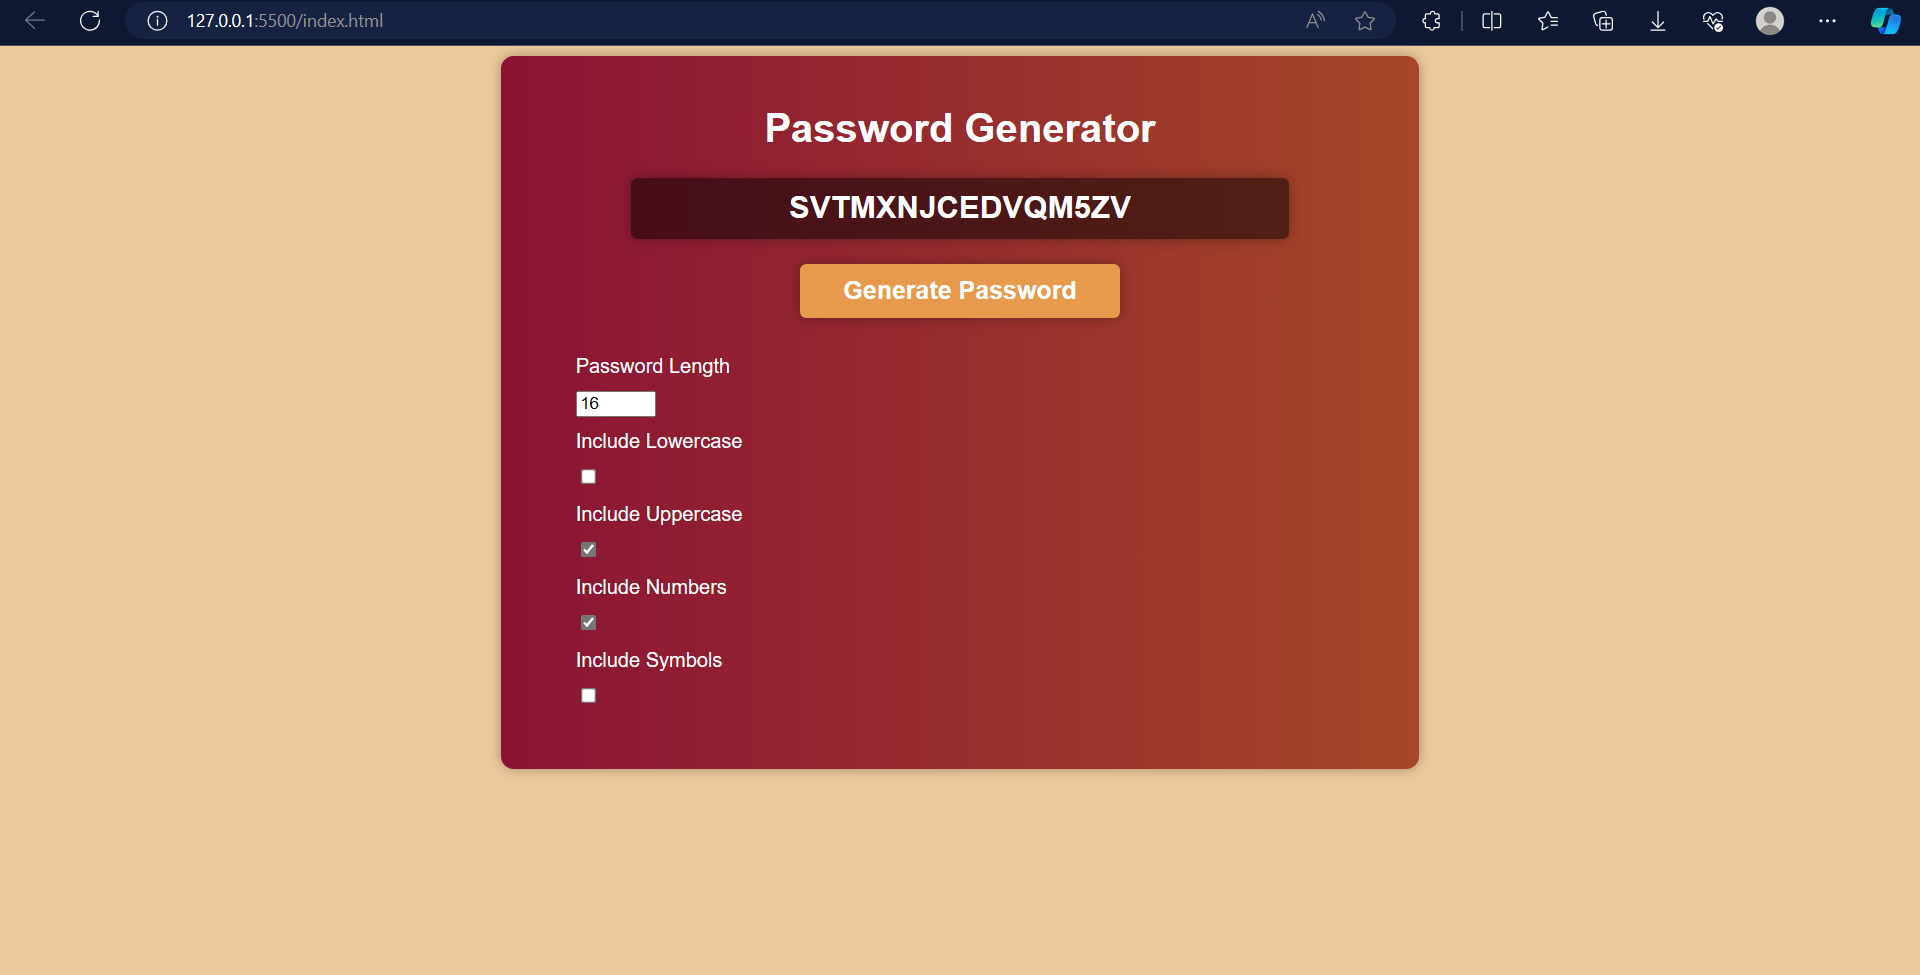 127.0.0.1:5500/index.html
Password Generator
SVTMXNJCEDVQM5ZV
Generate Password
Password Length
16
Include Lowercase
Include Uppercase
Include Numbers
Include Symbols